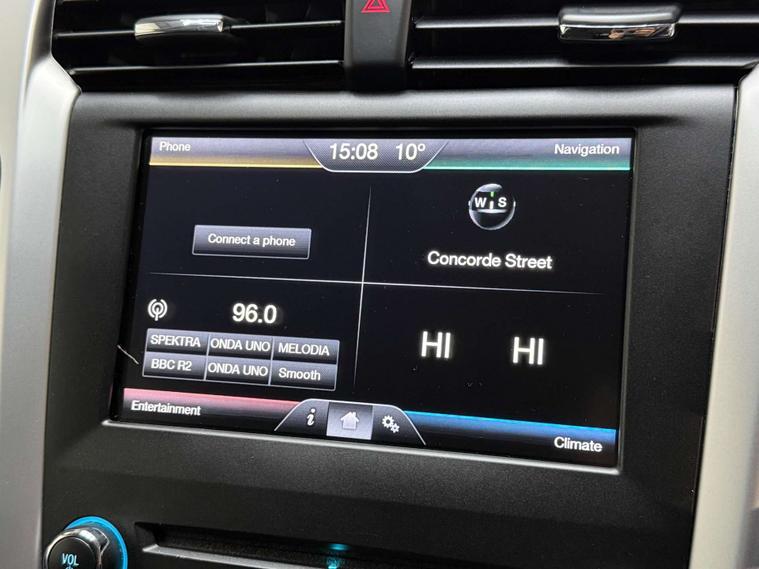 Phone
15:08 10°
Navigation
W S
Connect a phone
Concorde Street
96.0
SPEKTRA ONDA UNO MELODIA
BBC R2 ONDA UNO Smooth
HI HI
Entertainment
i
Climate
VOL